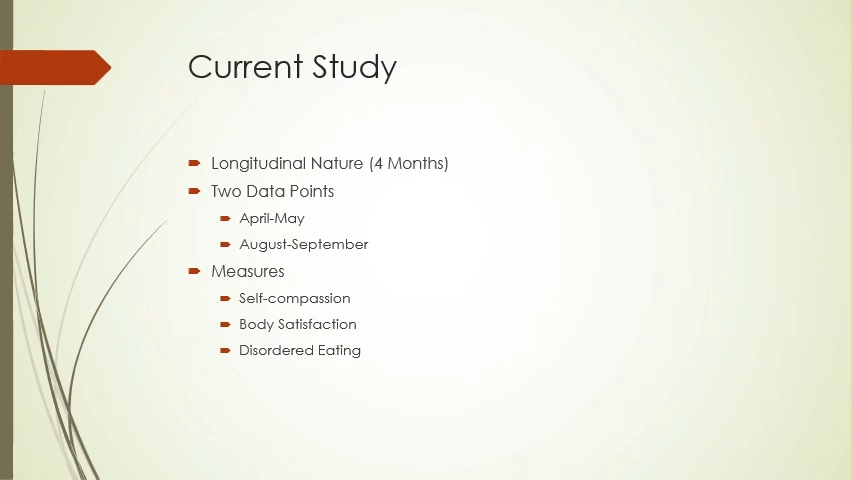 Current Study
Longitudinal Nature (4 Months)
Two Data Points
April-May
August-September
Measures
Self-compassion
Body Satisfaction
Disordered Eating